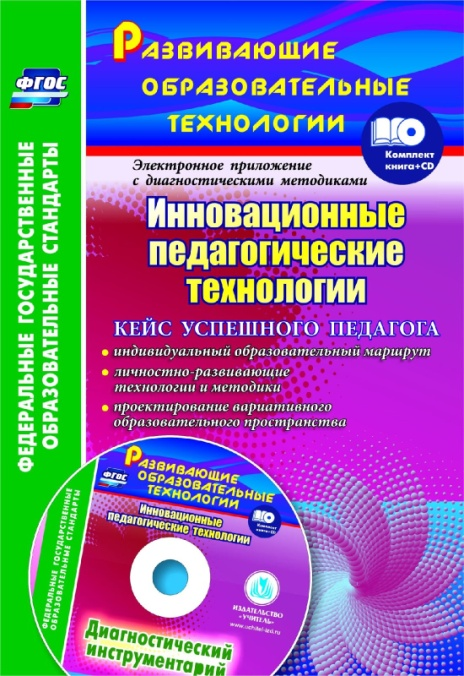 ФГОС
ФЕДЕРАЛЬНЫЕ ГОСУДАРСТВЕННЫЕ
ОБРАЗОВАТЕЛЬНЫЕ СТАНДАРТЫ
РАЗВИВАЮЩИЕ
ОБРАЗОВАТЕЛЬНЫЕ
ТЕХНОЛОГИИ
Комплект
книга+CD
Электронное приложение
с диагностическими методиками
Инновационные
педагогические
технологии
КЕЙС УСПЕШНОГО ПЕДАГОГА
• индивидуальный образовательный маршрут
• личностно-развивающие
технологии и методики
• проектирование вариативного
образовательного пространства
ФГОС
ФЕДЕРАЛЬНЫЕ ГОСУДАРСТВЕННЫЕ
ОБРАЗОВАТЕЛЬНЫЕ СТАНДАРТЫ
РАЗВИВАЮЩИЕ
ОБРАЗОВАТЕЛЬНЫЕ
ТЕХНОЛОГИИ
Инновационные
педагогические технологии
Комплект
книга+CD
ИЗДАТЕЛЬСТВО
«УЧИТЕЛЬ»
www.uchitel-izd.ru
Диагностический
инструментарий